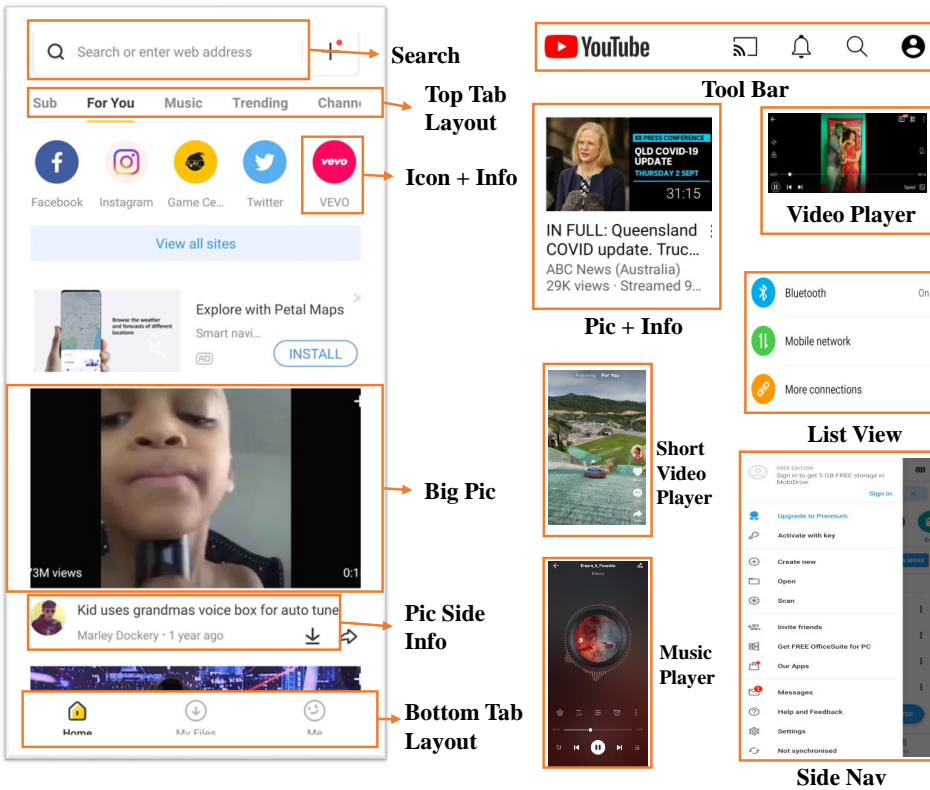 Search or enter web address
Search
Sub For You Music Trending Chann
Top Tab
Layout
f
vevo
Facebook Instagram Game Ce... Twitter VEVO
Icon + Info
View all sites
Browse the weather
and forecasts of different
locations
Explore with Petal Maps
Smart navi...
AD
INSTALL
Big Pic
73M views
0:1
Kid uses grandmas voice box for auto tune
Marley Dockery · 1 year ago
Pic Side
Info
Home My Files Me
Bottom Tab
Layout
YouTube
Tool Bar
PRESS CONFERENCE
QLD COVID-19
UPDATE
THURSDAY 2 SEPT
31:15
IN FULL: Queensland
COVID update. Truc...
ABC News (Australia)
29K views · Streamed 9...
Pic + Info
Speed
Video Player
Bluetooth On
Mobile network
More connections
List View
Following For You
Short
Video
Player
Dream_It_Possible
Music
Player
FREE EDITION
Sign in to get 5 GB FREE storage in
MobiDrive.
Sign in
Upgrade to Premium
Activate with key
Create new
Open
Scan
Invite friends
Get FREE OfficeSuite for PC
Our Apps
Messages
Help and Feedback
Settings
Not synchronised
Side Nav